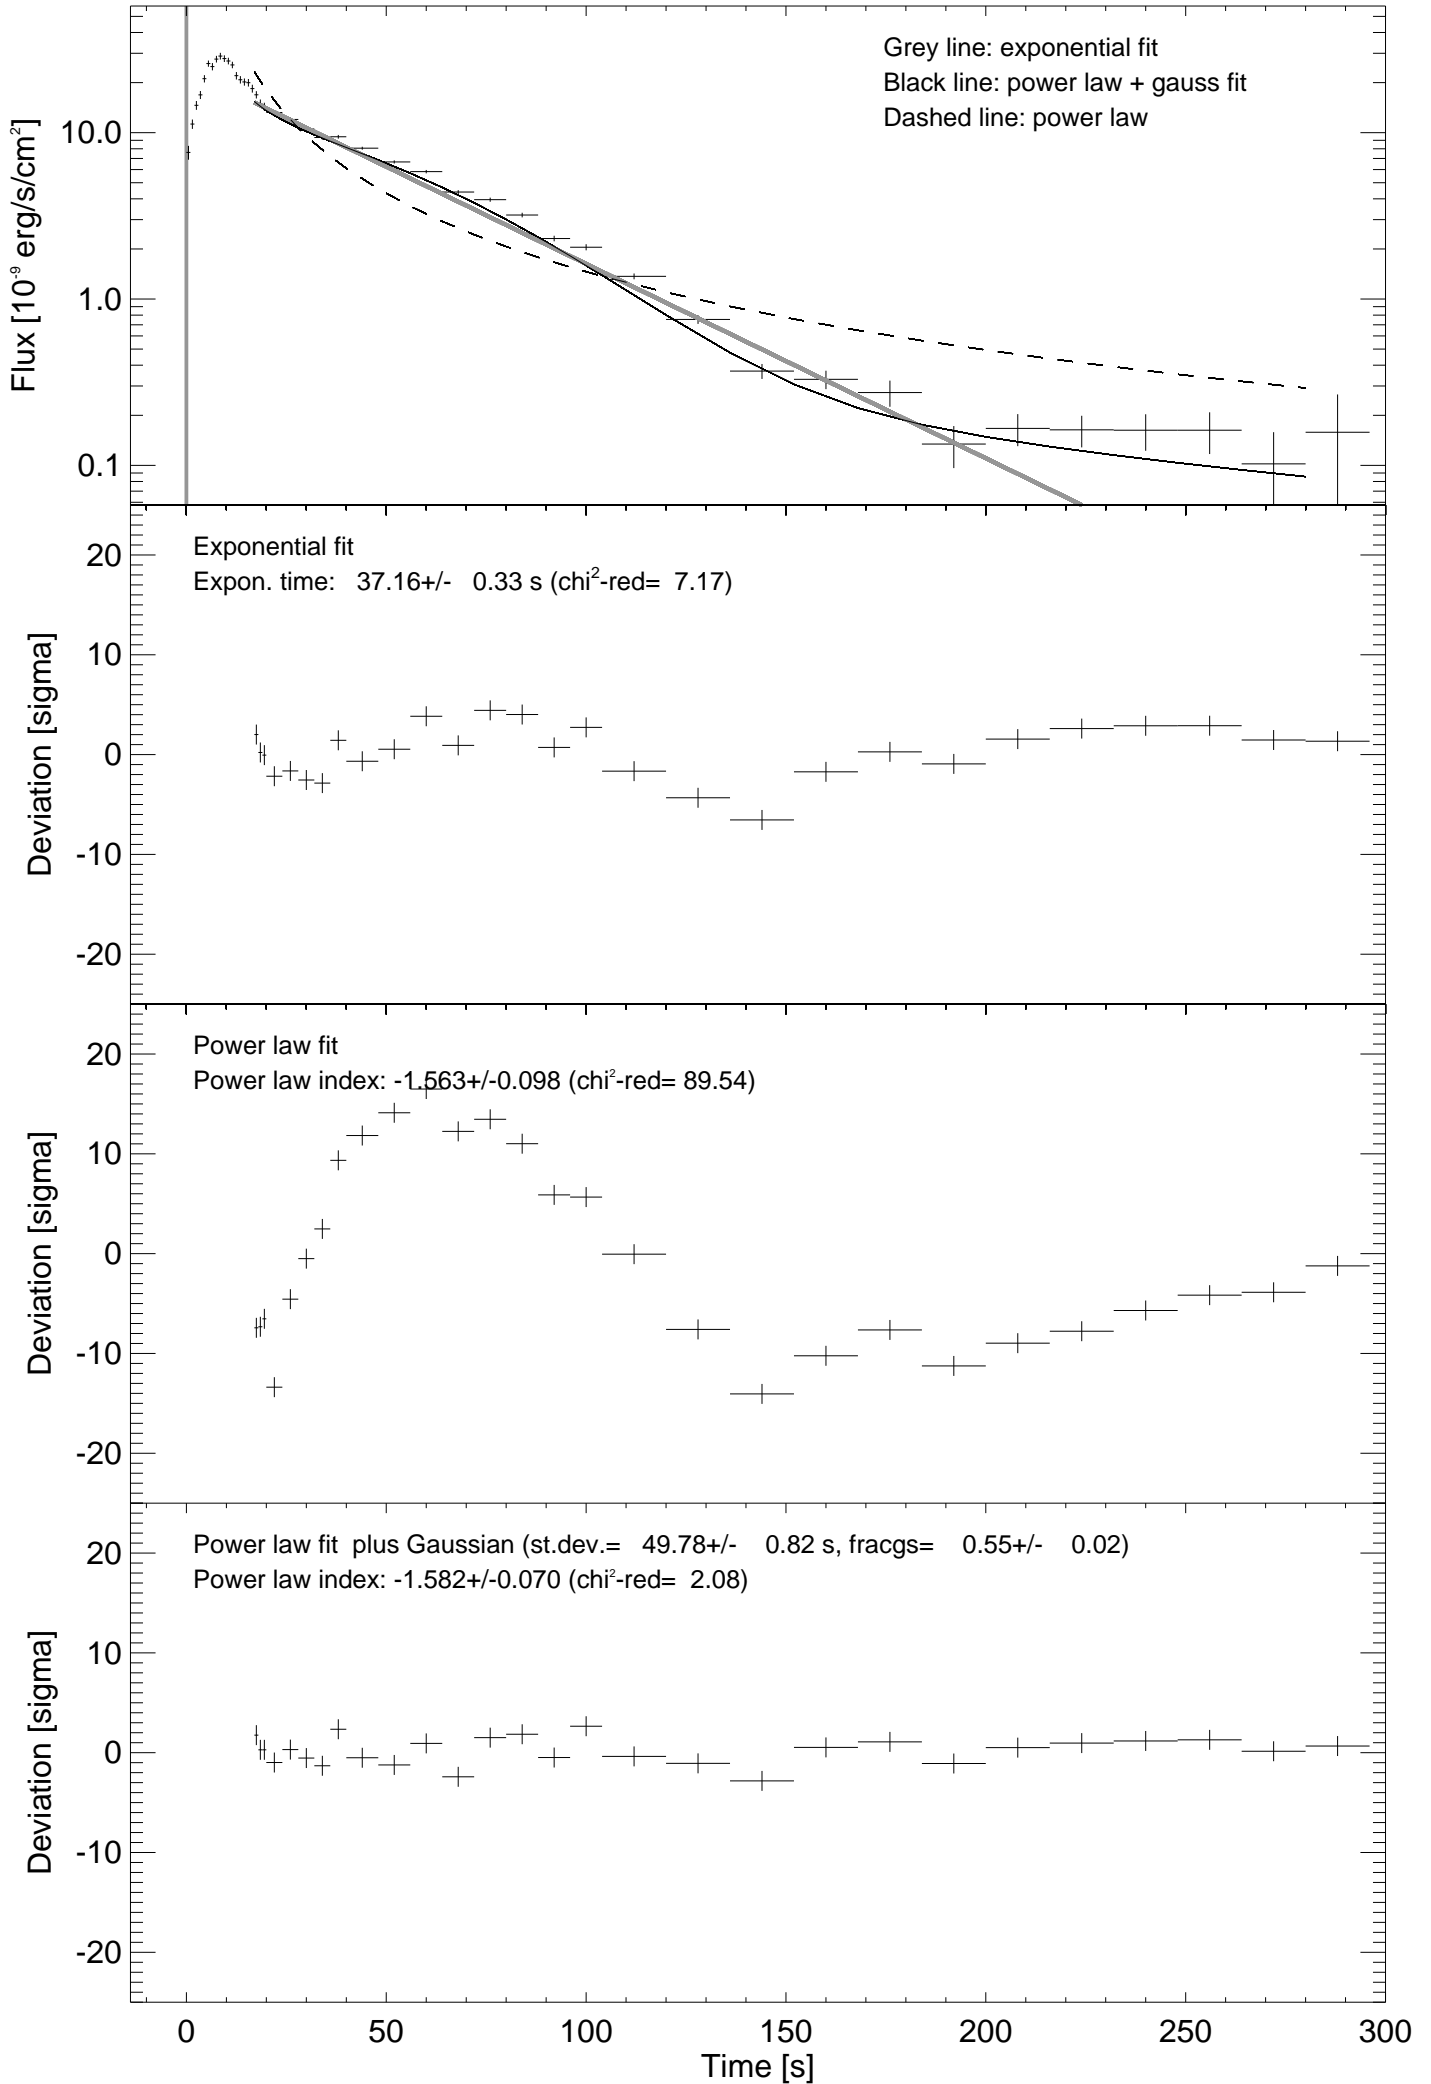 Grey line: exponential fit
Black line: power law + gauss fit
Dashed line: power law
Flux [10⁻⁹ erg/s/cm²]
10.0
1.0
0.1
Exponential fit
Expon. time: 37.16+/- 0.33 s (chi²-red= 7.17)
Deviation [sigma]
20
10
0
-10
-20
Power law fit
Power law index: -1.563+/-0.098 (chi²-red= 89.54)
Deviation [sigma]
20
10
0
-10
-20
Power law fit plus Gaussian (st.dev.= 49.78+/- 0.82 s, fracgs= 0.55+/- 0.02)
Power law index: -1.582+/-0.070 (chi²-red= 2.08)
Deviation [sigma]
20
10
0
-10
-20
0 50 100 150 200 250 300
Time [s]